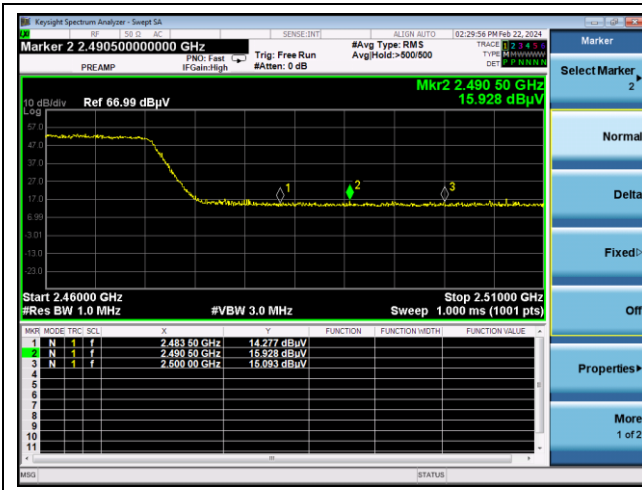 Keysight Spectrum Analyzer - Swept SA
RF 50 Ω AC SENSE:INT ALIGN AUTO 02:29:56 PM Feb 22, 2024
Marker 2 2.490500000000 GHz
PNO: Fast
IFGain:High
Trig: Free Run
#Atten: 0 dB
#Avg Type: RMS
Avg|Hold:>500/500
TRACE 1 2 3 4 5 6
TYPE M W W W W W
DET P P N N N N
PREAMP
Mkr2 2.490 50 GHz
15.928 dBµV
10 dB/div Ref 66.99 dBµV
Log
57.0
47.0
37.0
27.0
17.0
6.99
-3.01
-13.0
-23.0
1
2
3
Start 2.46000 GHz Stop 2.51000 GHz
#Res BW 1.0 MHz #VBW 3.0 MHz Sweep 1.000 ms (1001 pts)
MKR MODE TRC SCL X Y FUNCTION FUNCTION WIDTH FUNCTION VALUE
1 N 1 f 2.483 50 GHz 14.277 dBµV
2 N 1 f 2.490 50 GHz 15.928 dBµV
3 N 1 f 2.500 00 GHz 15.093 dBµV
4
5
6
7
8
9
10
11
MSG STATUS
Marker
Select Marker
2
Normal
Delta
Fixed
Off
Properties
More
1 of 2